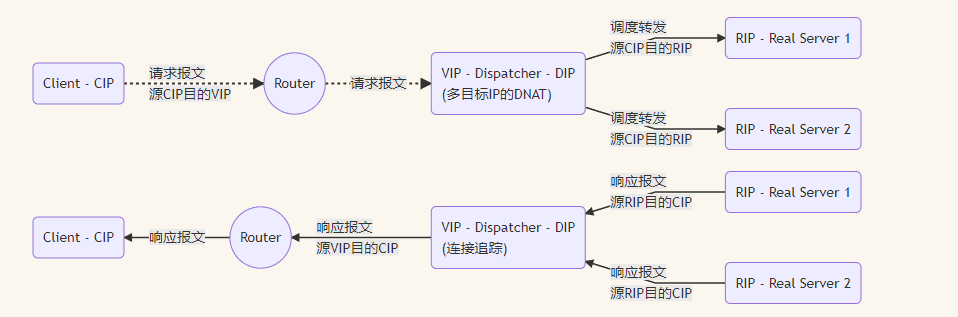 Client - CIP
请求报文
源CIP目的VIP
Router
请求报文
VIP - Dispatcher - DIP
(多目标IP的DNAT)
调度转发
源CIP目的RIP
RIP - Real Server 1
调度转发
源CIP目的RIP
RIP - Real Server 2
Client - CIP
响应报文
Router
响应报文
源VIP目的CIP
VIP - Dispatcher - DIP
(连接追踪)
响应报文
源RIP目的CIP
RIP - Real Server 1
响应报文
源RIP目的CIP
RIP - Real Server 2